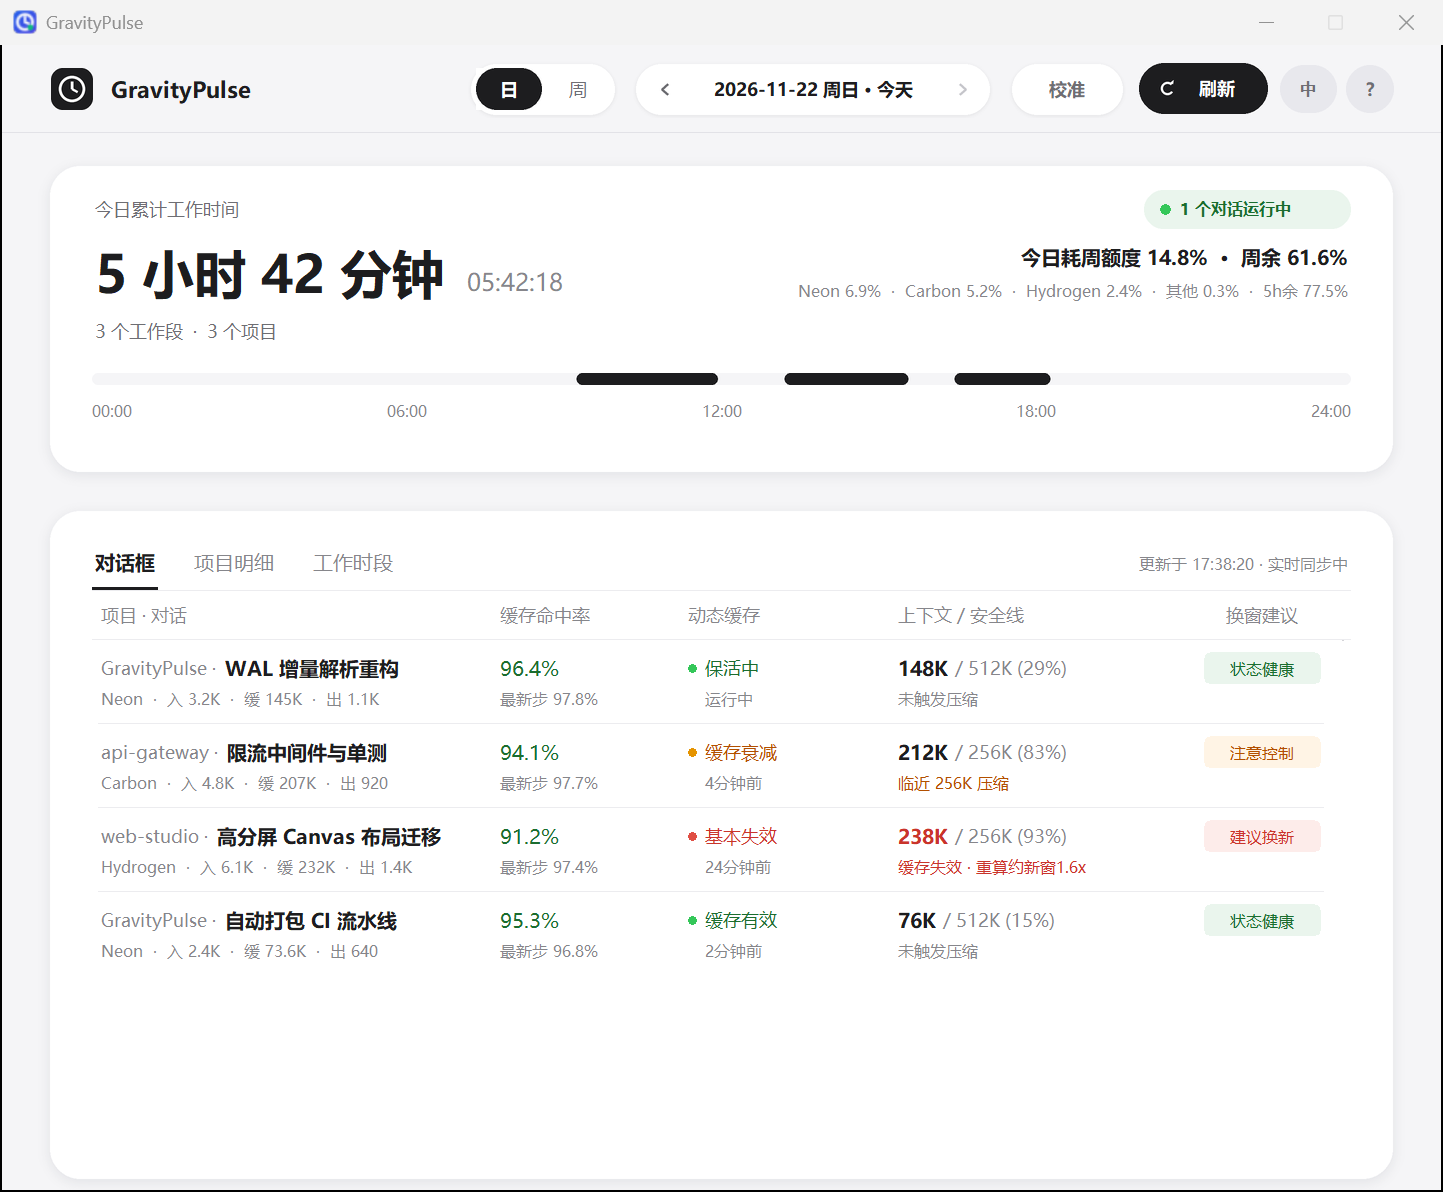 GravityPulse
GravityPulse
日 周
2026-11-22 周日 • 今天
校准
刷新
中
?
今日累计工作时间
1 个对话运行中
5 小时 42 分钟 05:42:18
今日耗周额度 14.8% • 周余 61.6%
Neon 6.9% · Carbon 5.2% · Hydrogen 2.4% · 其他 0.3% · 5h余 77.5%
3 个工作段 · 3 个项目
00:00 06:00 12:00 18:00 24:00
对话框 项目明细 工作时段
更新于 17:38:20 · 实时同步中
项目 · 对话 缓存命中率 动态缓存 上下文 / 安全线 换窗建议
GravityPulse · WAL 增量解析重构 96.4% 保活中 148K / 512K (29%) 状态健康
Neon · 入 3.2K · 缓 145K · 出 1.1K 最新步 97.8% 运行中 未触发压缩
api-gateway · 限流中间件与单测 94.1% 缓存衰减 212K / 256K (83%) 注意控制
Carbon · 入 4.8K · 缓 207K · 出 920 最新步 97.7% 4分钟前 临近 256K 压缩
web-studio · 高分屏 Canvas 布局迁移 91.2% 基本失效 238K / 256K (93%) 建议换新
Hydrogen · 入 6.1K · 缓 232K · 出 1.4K 最新步 97.4% 24分钟前 缓存失效 · 重算约新窗1.6x
GravityPulse · 自动打包 CI 流水线 95.3% 缓存有效 76K / 512K (15%) 状态健康
Neon · 入 2.4K · 缓 73.6K · 出 640 最新步 96.8% 2分钟前 未触发压缩